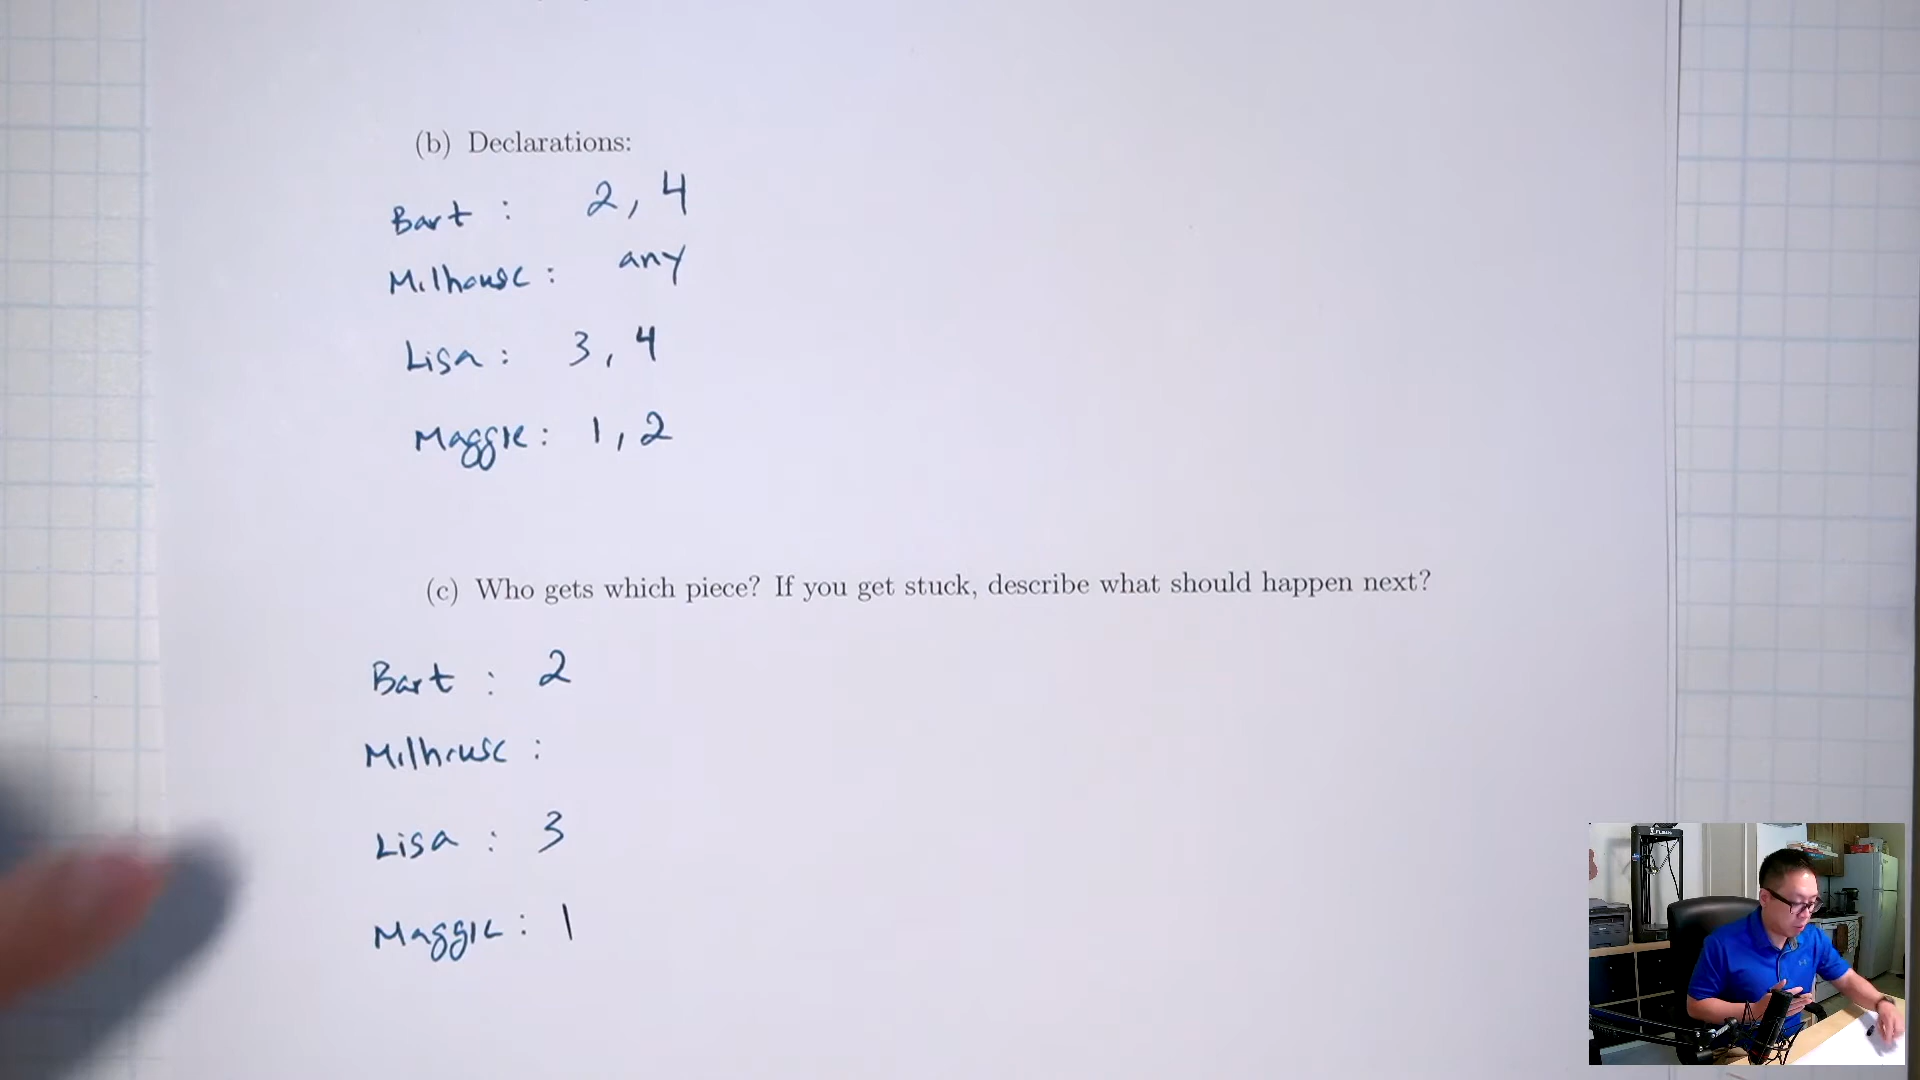 (b) Declarations:
Bart : 2, 4
Milhouse : any
Lisa : 3, 4
Maggie : 1, 2
(c) Who gets which piece? If you get stuck, describe what should happen next?
Bart : 2
Milhouse :
Lisa : 3
Maggie : 1